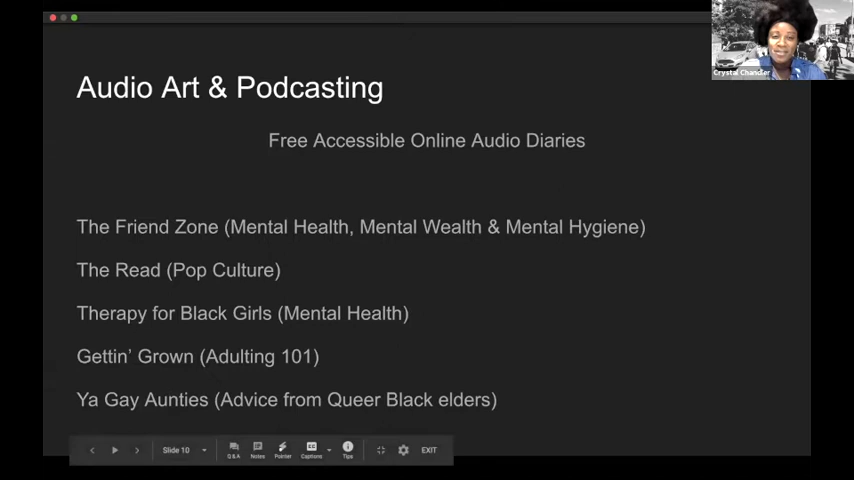 Audio Art & Podcasting
Crystal Chandler
Free Accessible Online Audio Diaries
The Friend Zone (Mental Health, Mental Wealth & Mental Hygiene)
The Read (Pop Culture)
Therapy for Black Girls (Mental Health)
Gettin’ Grown (Adulting 101)
Ya Gay Aunties (Advice from Queer Black elders)
Slide 10
Q&A
Notes
Pointer
CC
Captions
Tips
EXIT